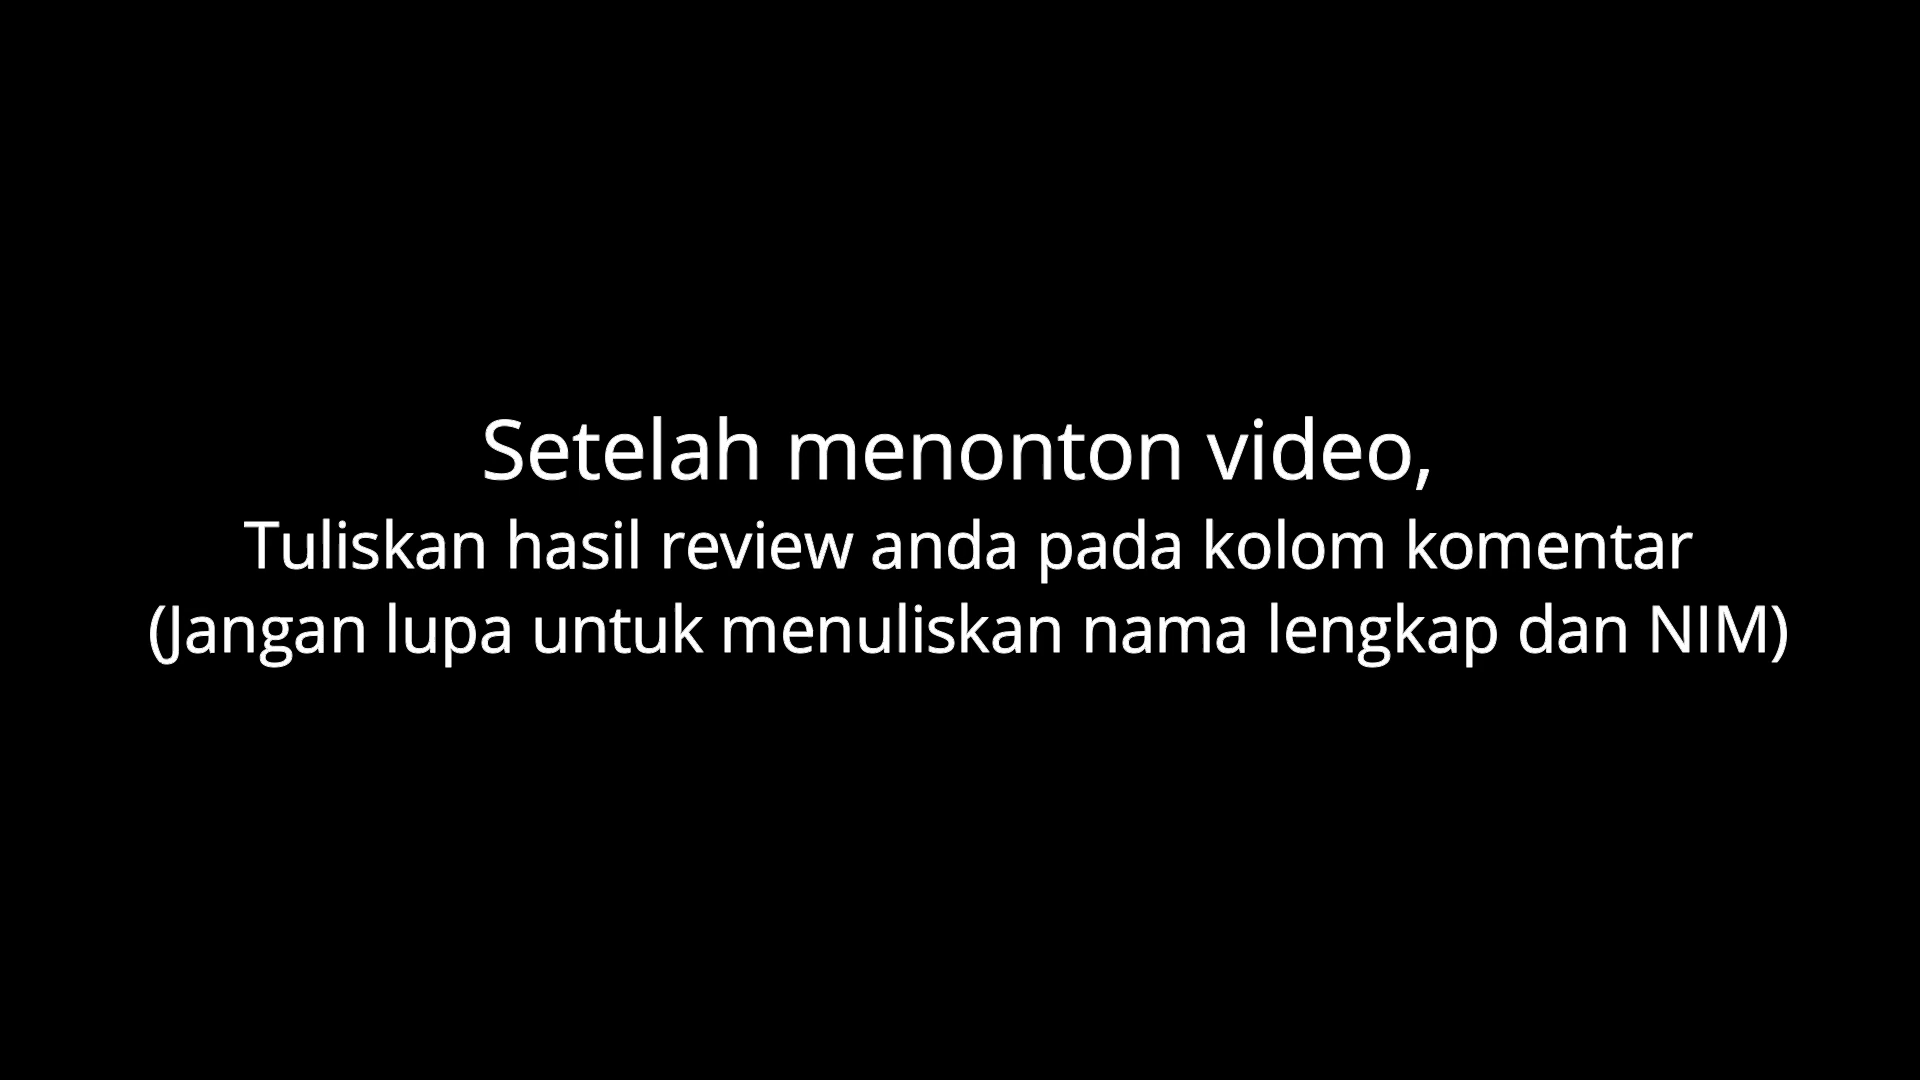 Setelah menonton video,
Tuliskan hasil review anda pada kolom komentar
(Jangan lupa untuk menuliskan nama lengkap dan NIM)